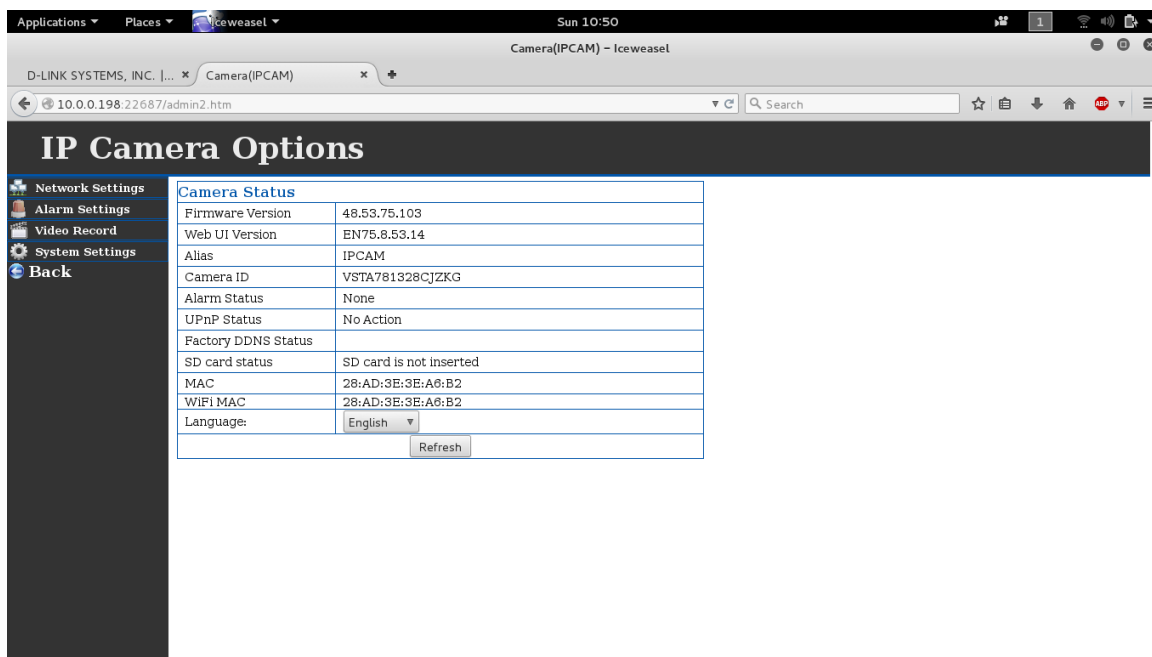 Applications Places Iceweasel Sun 10:50 1
Camera(IPCAM) – Iceweasel
D-LINK SYSTEMS, INC. |... Camera(IPCAM)
10.0.0.198:22687/admin2.htm Search ABP
IP Camera Options
Network Settings
Alarm Settings
Video Record
System Settings
Back
Camera Status
Firmware Version 48.53.75.103
Web UI Version EN75.8.53.14
Alias IPCAM
Camera ID VSTA781328CJZKG
Alarm Status None
UPnP Status No Action
Factory DDNS Status
SD card status SD card is not inserted
MAC 28:AD:3E:3E:A6:B2
WiFi MAC 28:AD:3E:3E:A6:B2
Language: English
Refresh